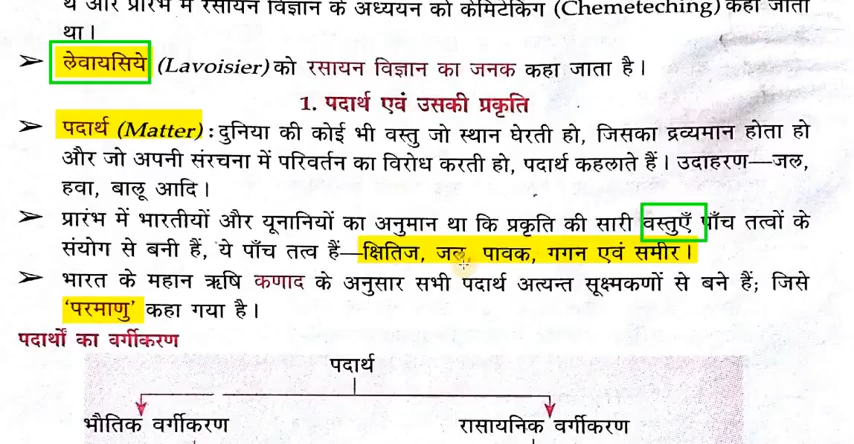 थे और प्रारंभ में रसायन विज्ञान के अध्ययन को केमिटेकिंग (Chemeteching) कहा जाता
था।
➢ लेवायसिये (Lavoisier) को रसायन विज्ञान का जनक कहा जाता है।
1. पदार्थ एवं उसकी प्रकृति
➢ पदार्थ (Matter) : दुनिया की कोई भी वस्तु जो स्थान घेरती हो, जिसका द्रव्यमान होता हो
और जो अपनी संरचना में परिवर्तन का विरोध करती हो, पदार्थ कहलाते हैं। उदाहरण—जल,
हवा, बालू आदि।
➢ प्रारंभ में भारतीयों और यूनानियों का अनुमान था कि प्रकृति की सारी वस्तुएँ पाँच तत्वों के
संयोग से बनी हैं, ये पाँच तत्व हैं—क्षितिज, जल, पावक, गगन एवं समीर।
➢ भारत के महान ऋषि कणाद के अनुसार सभी पदार्थ अत्यन्त सूक्ष्मकणों से बने हैं; जिसे
‘परमाणु’ कहा गया है।
पदार्थों का वर्गीकरण
पदार्थ
भौतिक वर्गीकरण रासायनिक वर्गीकरण